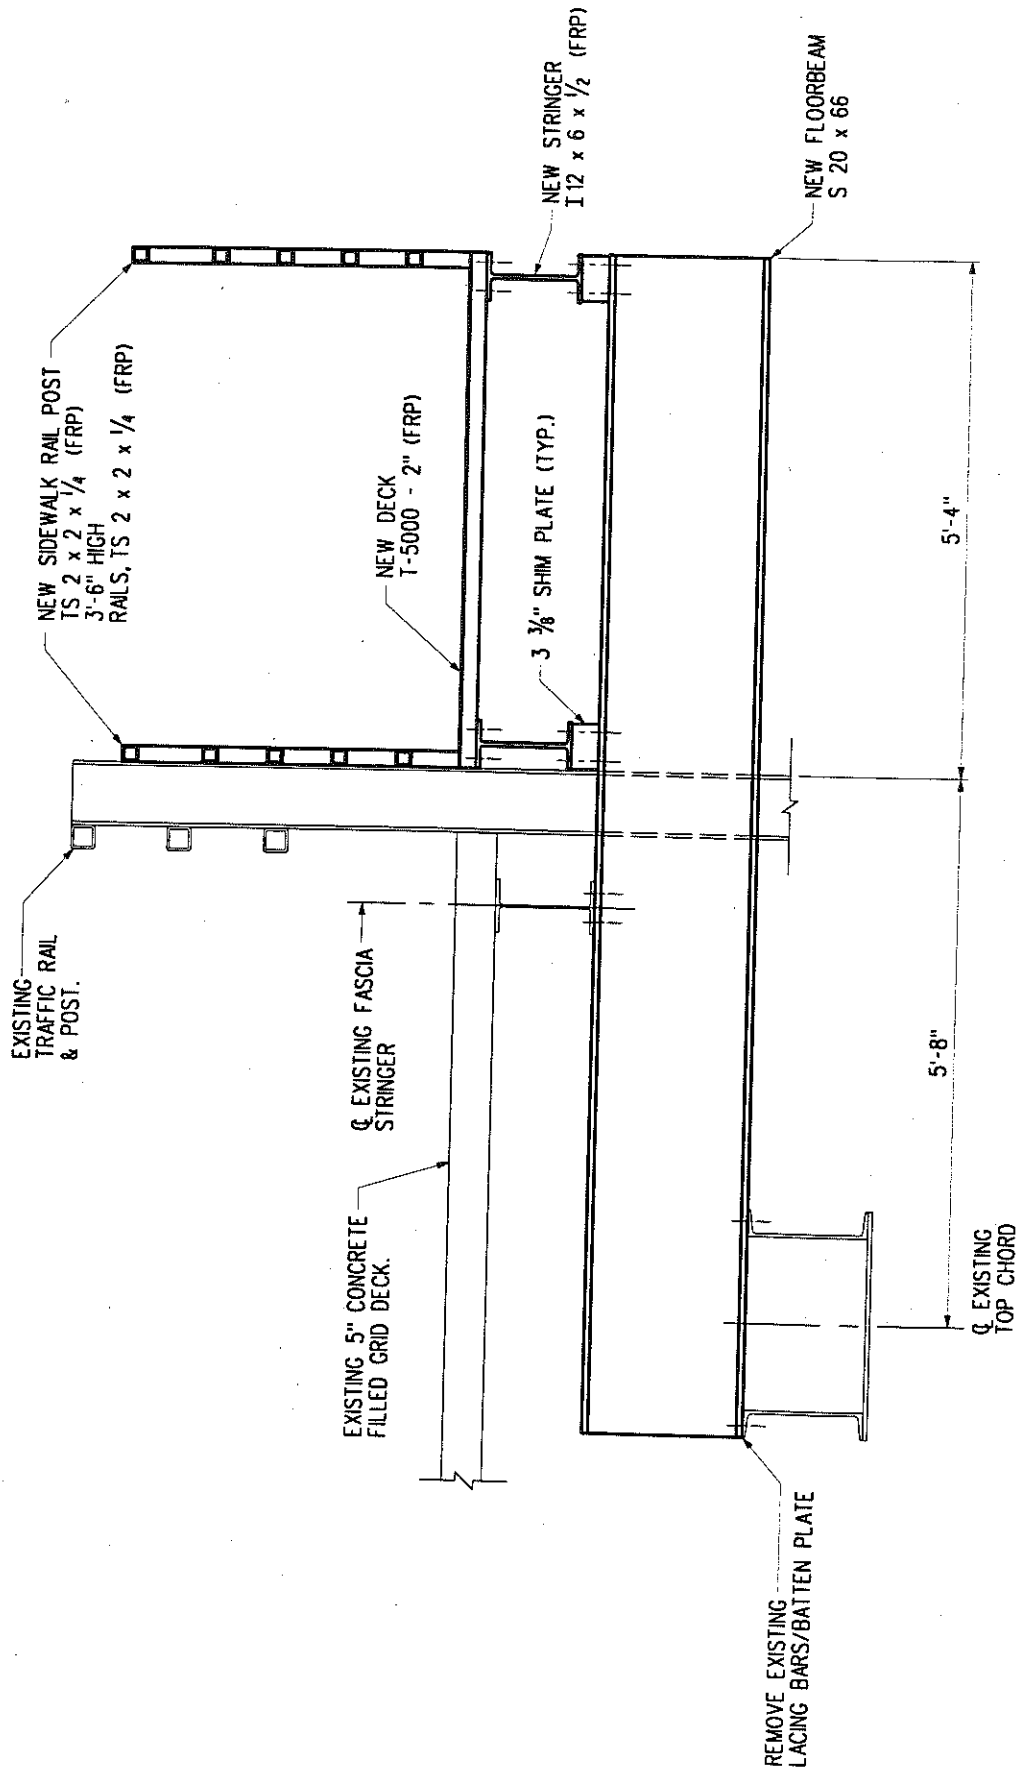 EXISTING
TRAFFIC RAIL
& POST.
NEW SIDEWALK RAIL POST
TS 2 x 2 x 1/4 (FRP)
3'-6" HIGH
RAILS, TS 2 x 2 x 1/4 (FRP)
℄ EXISTING FASCIA
STRINGER
NEW DECK
T-5000 - 2" (FRP)
EXISTING 5" CONCRETE
FILLED GRID DECK.
3 3/8" SHIM PLATE (TYP.)
NEW STRINGER
I 12 x 6 x 1/2 (FRP)
NEW FLOORBEAM
S 20 x 66
REMOVE EXISTING
LACING BARS/BATTEN PLATE
5'-8"
5'-4"
℄ EXISTING
TOP CHORD